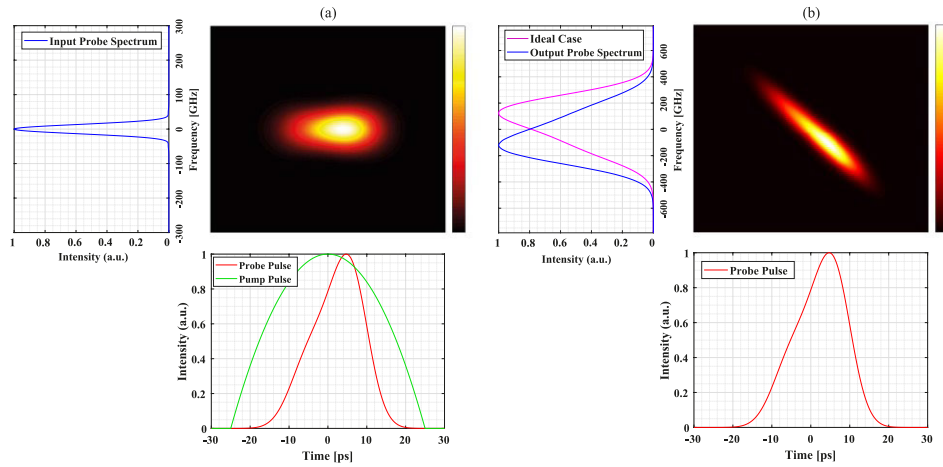 (a)
Input Probe Spectrum
300
200
100
0
-100
-200
-300
Frequency [GHz]
1 0.8 0.6 0.4 0.2 0
Intensity (a.u.)
Probe Pulse
Pump Pulse
1
0.8
0.6
0.4
0.2
0
Intensity (a.u.)
-30 -20 -10 0 10 20 30
Time [ps]
(b)
Ideal Case
Output Probe Spectrum
600
400
200
0
-200
-400
-600
Frequency [GHz]
1 0.8 0.6 0.4 0.2 0
Intensity (a.u.)
Probe Pulse
1
0.8
0.6
0.4
0.2
0
Intensity (a.u.)
-30 -20 -10 0 10 20 30
Time [ps]